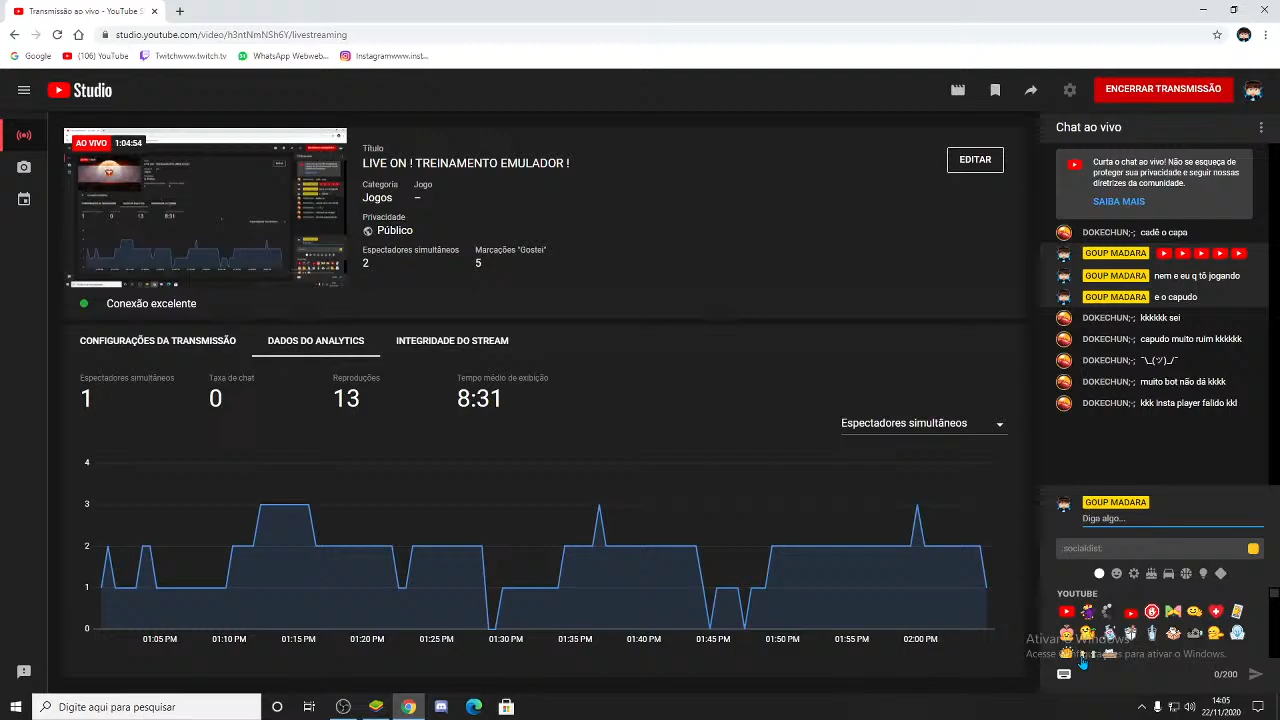 Transmissão ao vivo - YouTube S
studio.youtube.com/video/h3ntNmNSh6Y/livestreaming
Google
(106) YouTube
Twitchwww.twitch.tv
WhatsApp Webweb...
Instagramwww.inst...
Studio
ENCERRAR TRANSMISSÃO
AO VIVO 1:04:54
Título
LIVE ON ! TREINAMENTO EMULADOR !
EDITAR
Categoria Jogo
Jogos –
Privacidade
Público
Espectadores simultâneos Marcações "Gostei"
2 5
Conexão excelente
CONFIGURAÇÕES DA TRANSMISSÃO
DADOS DO ANALYTICS
INTEGRIDADE DO STREAM
Espectadores simultâneos Taxa de chat Reproduções Tempo médio de exibição
1 0 13 8:31
Espectadores simultâneos
4
3
2
1
0
01:05 PM 01:10 PM 01:15 PM 01:20 PM 01:25 PM 01:30 PM 01:35 PM 01:40 PM 01:45 PM 01:50 PM 01:55 PM 02:00 PM
Chat ao vivo
Curta o chat ao vivo! Mas não se esqueça de
proteger sua privacidade e seguir nossas
diretrizes da comunidade.
SAIBA MAIS
DOKECHUN;-; cadê o capa
GOUP MADARA
GOUP MADARA nem e eu q tô jogando
GOUP MADARA e o capudo
DOKECHUN;-; kkkkkk sei
DOKECHUN;-; capudo muito ruím kkkkkk
DOKECHUN;-; ¯\_(ツ)_/¯
DOKECHUN;-; muito bot não dá kkkk
DOKECHUN;-; kkk insta player falido kkl
GOUP MADARA
Diga algo...
:socialdist:
YOUTUBE
Ativar o Windows
Acesse Configurações para ativar o Windows.
0/200
Digite aqui para pesquisar
14:05
22/11/2020